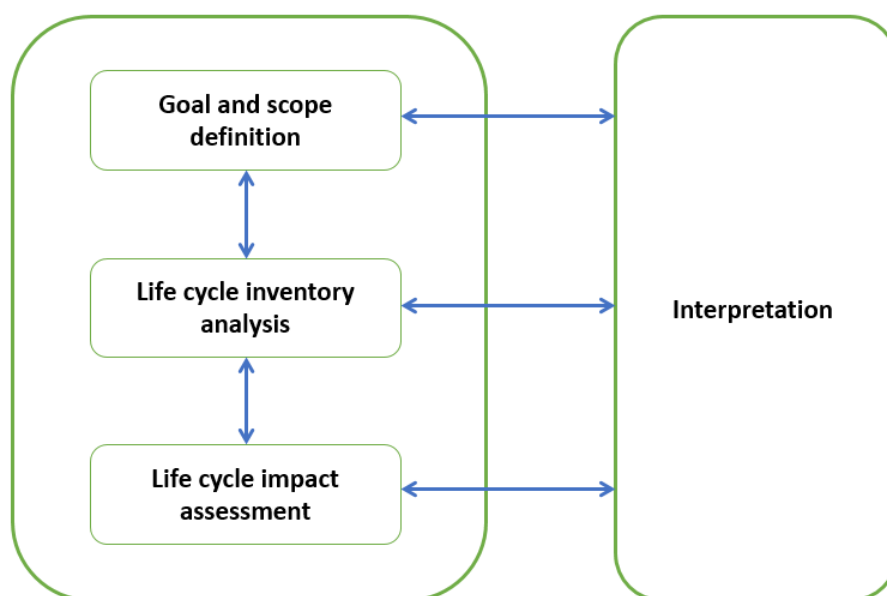 Goal and scope
definition
Life cycle inventory
analysis
Life cycle impact
assessment
Interpretation